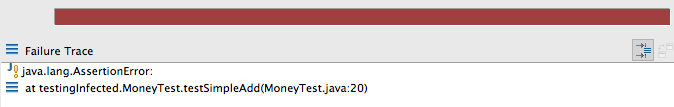 Failure Trace
java.lang.AssertionError:
at testingInfected.MoneyTest.testSimpleAdd(MoneyTest.java:20)